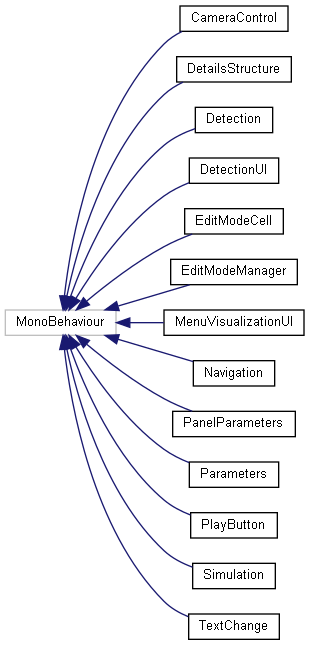 CameraControl
DetailsStructure
Detection
DetectionUI
EditModeCell
EditModeManager
MonoBehaviour
MenuVisualizationUI
Navigation
PanelParameters
Parameters
PlayButton
Simulation
TextChange